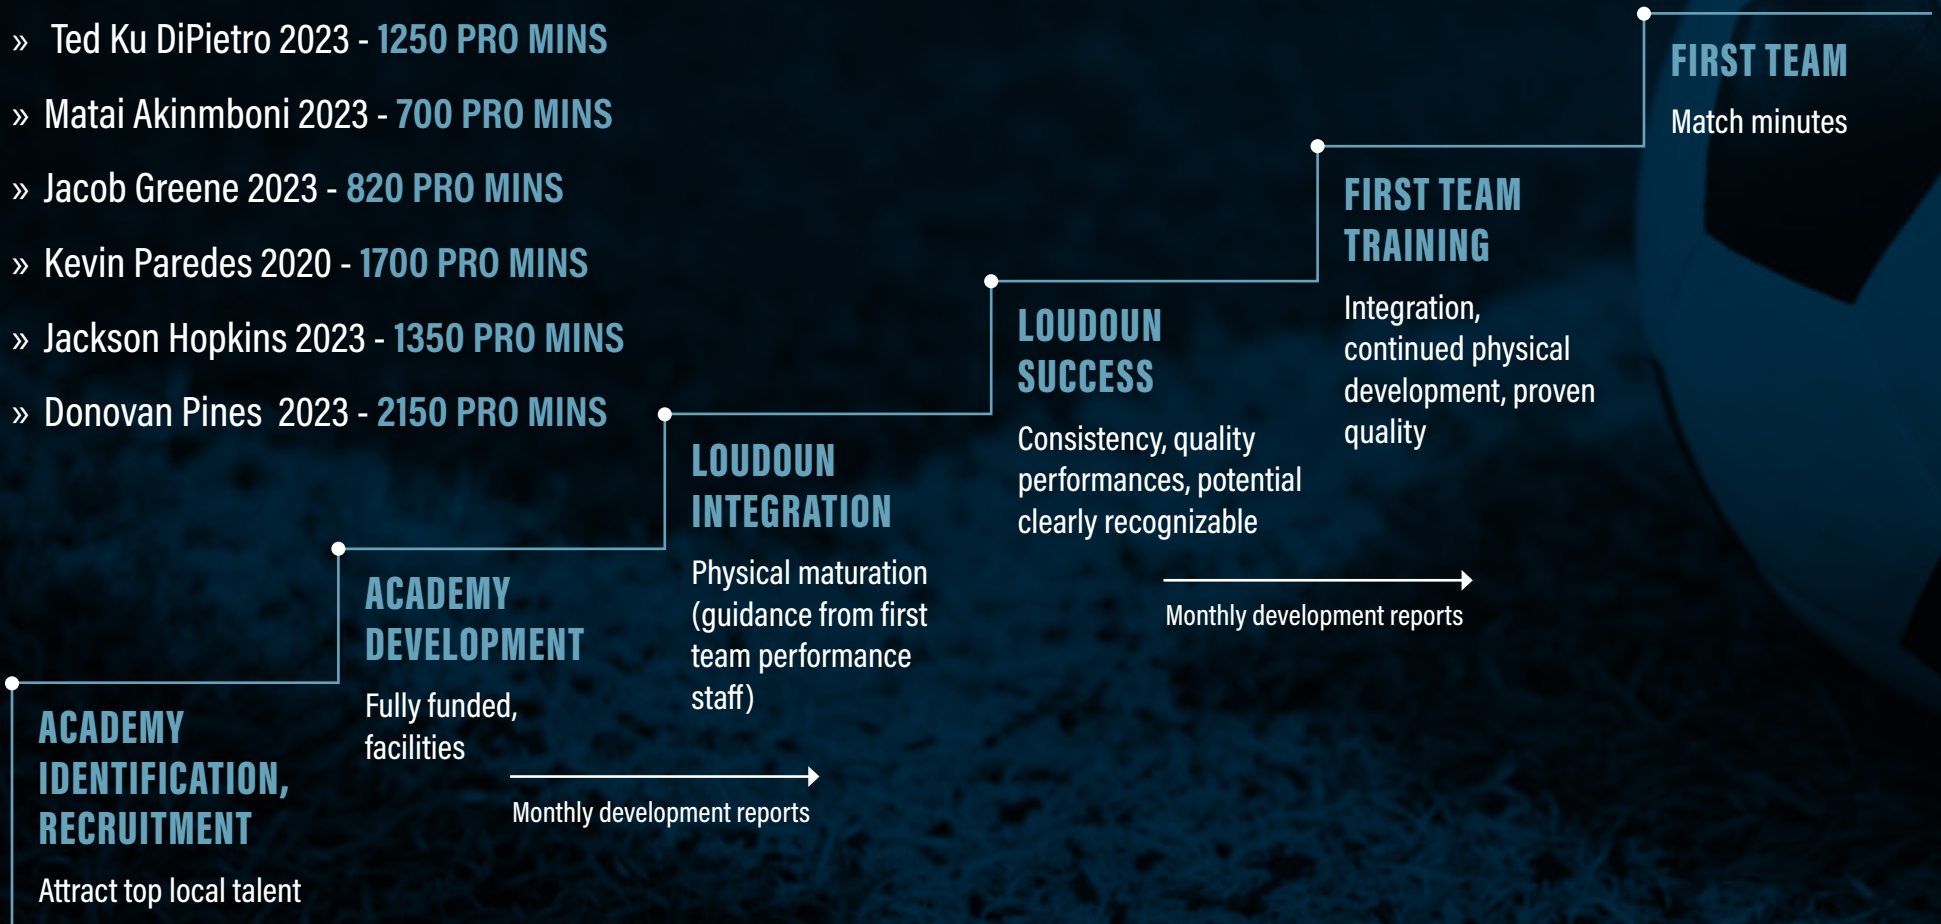 » Ted Ku DiPietro 2023 - 1250 PRO MINS
» Matai Akinmboni 2023 - 700 PRO MINS
» Jacob Greene 2023 - 820 PRO MINS
» Kevin Paredes 2020 - 1700 PRO MINS
» Jackson Hopkins 2023 - 1350 PRO MINS
» Donovan Pines 2023 - 2150 PRO MINS
ACADEMY
IDENTIFICATION,
RECRUITMENT
Attract top local talent
ACADEMY
DEVELOPMENT
Fully funded,
facilities
Monthly development reports
LOUDOUN
INTEGRATION
Physical maturation
(guidance from first
team performance
staff)
LOUDOUN
SUCCESS
Consistency, quality
performances, potential
clearly recognizable
Monthly development reports
FIRST TEAM
TRAINING
Integration,
continued physical
development, proven
quality
FIRST TEAM
Match minutes